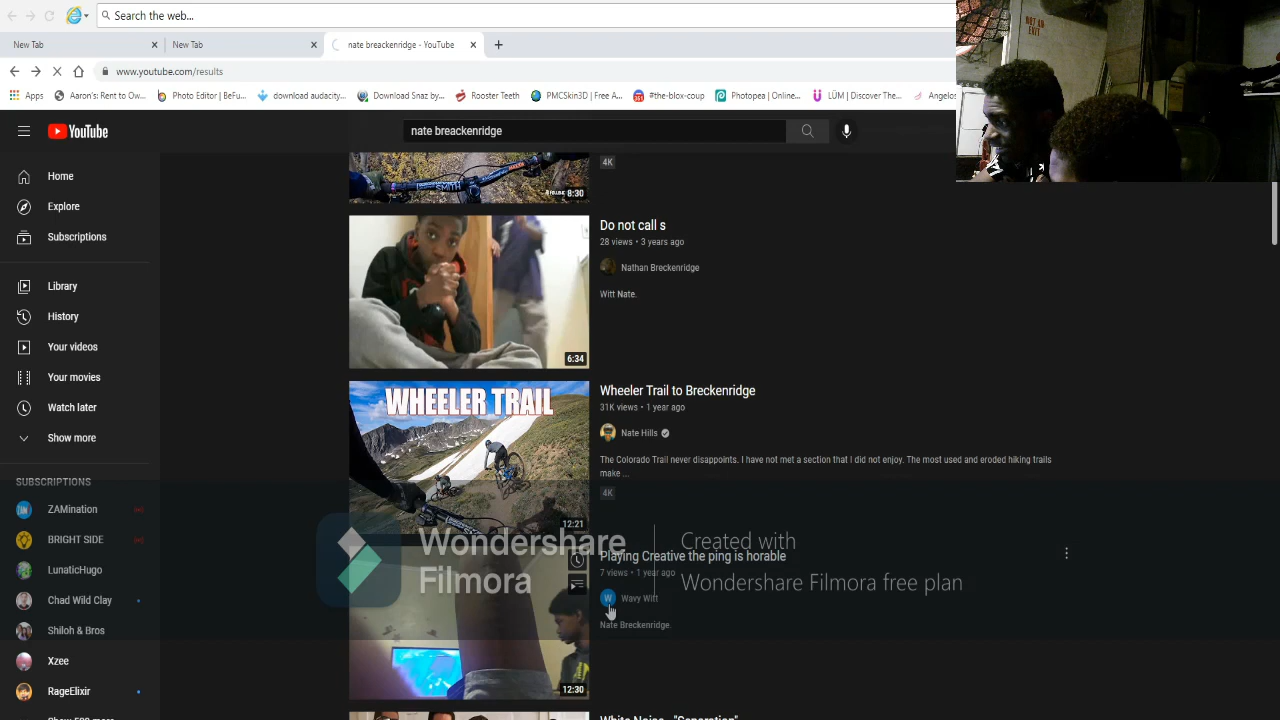 Search the web...
New Tab
New Tab
nate breackenridge - YouTube
www.youtube.com/results
Apps
Aaron's: Rent to Ow...
Photo Editor | BeFu...
download audacity...
Download Snaz by...
Rooster Teeth
PMCSkin3D | Free A...
#the-blox-coup
Photopea | Online...
LÜM | Discover The...
Angelos
NOT AN
EXIT
YouTube
nate breackenridge
Home
Explore
Subscriptions
Library
History
Your videos
Your movies
Watch later
Show more
SUBSCRIPTIONS
ZAMination
BRIGHT SIDE
LunaticHugo
Chad Wild Clay
Shiloh & Bros
Xzee
RageElixir
SMITH
8:30
4K
Do not call s
28 views • 3 years ago
Nathan Breckenridge
Witt Nate.
6:34
Wheeler Trail to Breckenridge
31K views • 1 year ago
Nate Hills
The Colorado Trail never disappoints. I have not met a section that I did not enjoy. The most used and eroded hiking trails
make ...
4K
WHEELER TRAIL
12:21
Playing Creative the ping is horable
7 views • 1 year ago
W
Wavy Witt
Nate Breckenridge.
12:30
Wondershare
Filmora
Created with
Wondershare Filmora free plan
White Noise - "Separation"